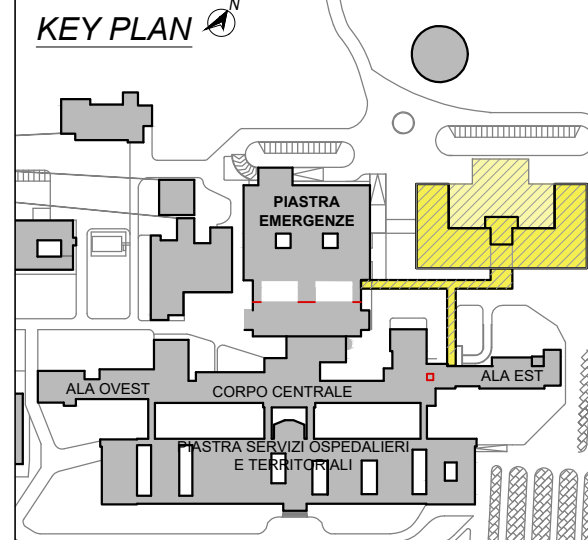 N
KEY PLAN
PIASTRA
EMERGENZE
ALA OVEST
CORPO CENTRALE
ALA EST
PIASTRA SERVIZI OSPEDALIERI
E TERRITORIALI